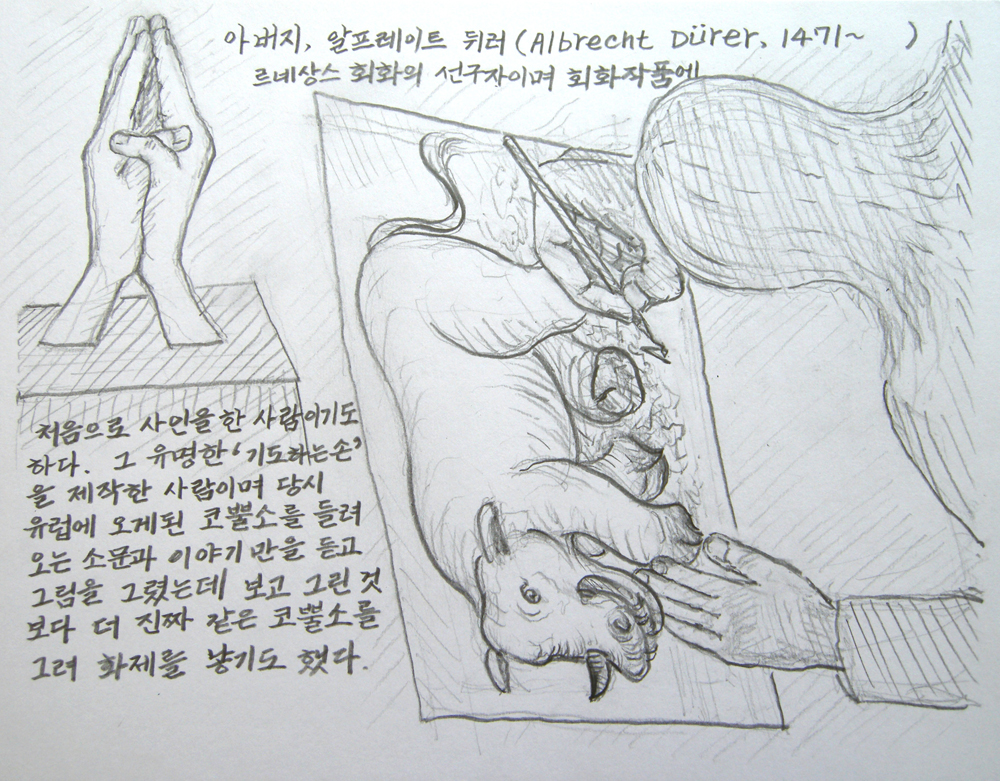 아버지, 알프레이트 뒤러 (Albrecht Dürer, 1471~ )
르네상스 회화의 선구자이며 회화작품에
처음으로 사인을한 사람이기도
하다. 그 유명한 '기도하는손'
을 제작한 사람이며 당시
유럽에 오게된 코뿔소를 들려
오는 소문과 이야기 만을 듣고
그림을 그렸는데 보고 그린 것
보다 더 진짜 같은 코뿔소를
그려 화제를 낳기도 했다.